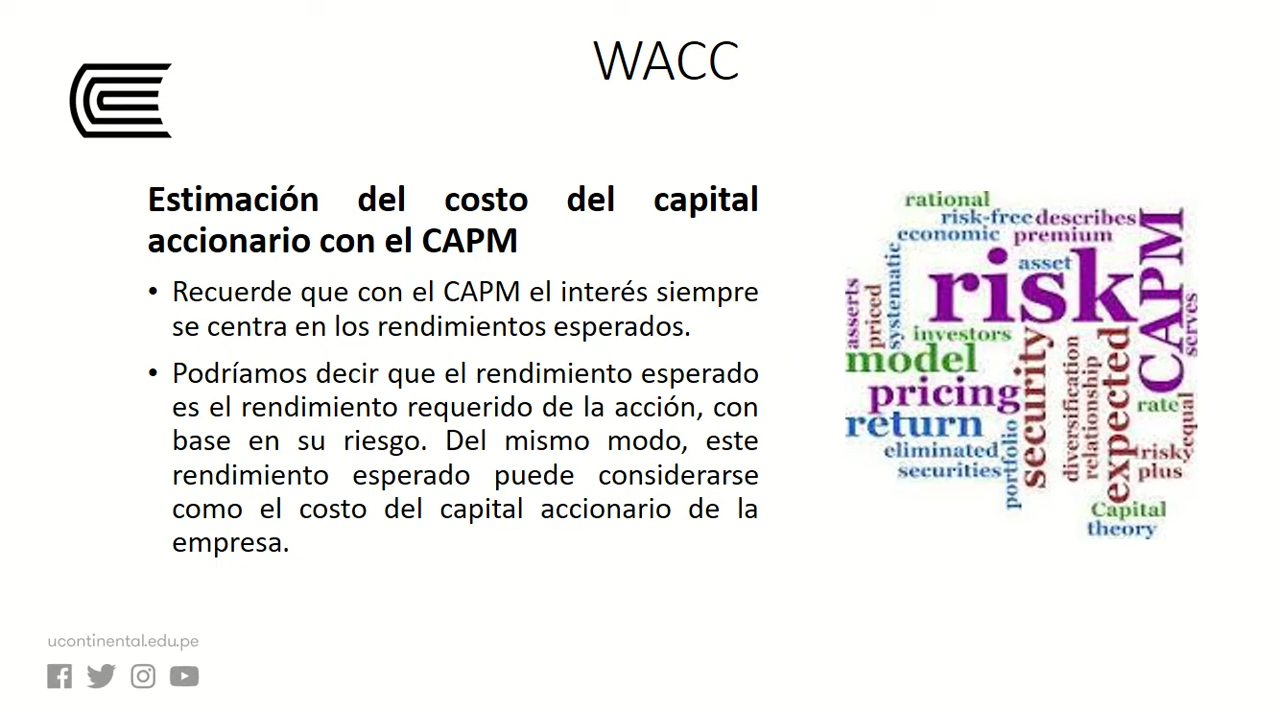 WACC
Estimación del costo del capital
accionario con el CAPM
• Recuerde que con el CAPM el interés siempre
se centra en los rendimientos esperados.
• Podríamos decir que el rendimiento esperado
es el rendimiento requerido de la acción, con
base en su riesgo. Del mismo modo, este
rendimiento esperado puede considerarse
como el costo del capital accionario de la
empresa.
rational
risk-free describes
economic premium
systematic
asset
risk
CAPM
asserts
priced
investors
serves
model
security
diversification
relationship
expected
pricing
rate
equal
return
portfolio
eliminated
securities
risky
plus
Capital
theory
ucontinental.edu.pe